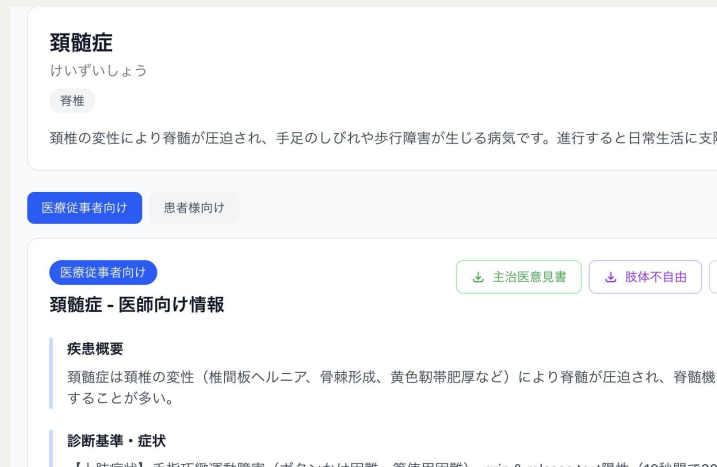 頚髄症
けいずいしょう
脊椎
頚椎の変性により脊髄が圧迫され、手足のしびれや歩行障害が生じる病気です。進行すると日常生活に支
医療従事者向け 患者様向け
医療従事者向け
主治医意見書 肢体不自由
頚髄症 - 医師向け情報
疾患概要
頚髄症は頚椎の変性（椎間板ヘルニア、骨棘形成、黄色靭帯肥厚など）により脊髄が圧迫され、脊髄機
することが多い。
診断基準・症状